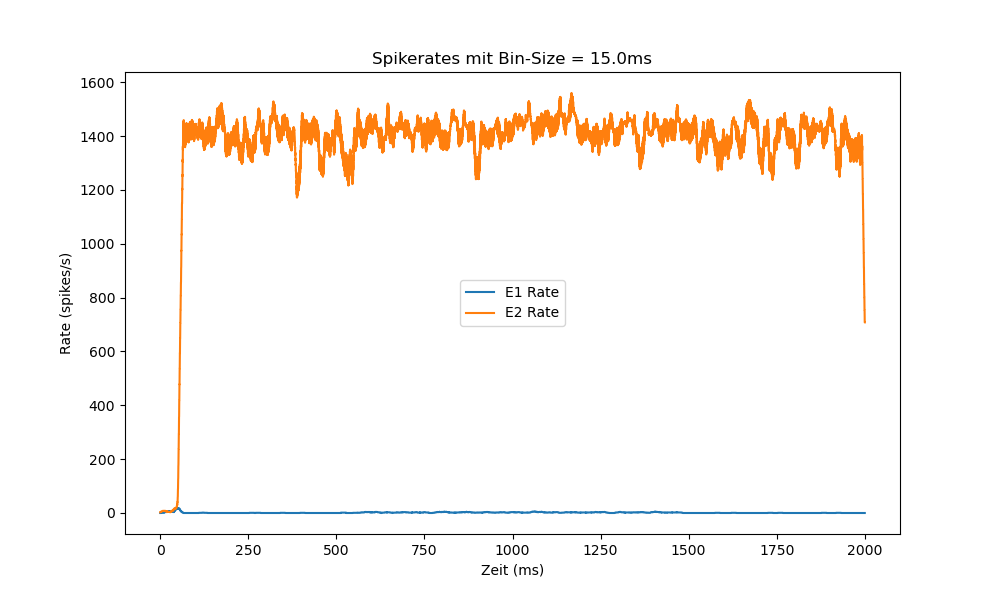 Spikerates mit Bin-Size = 15.0ms
1600
1400
1200
1000
800
600
400
200
0
Rate (spikes/s)
E1 Rate
E2 Rate
0 250 500 750 1000 1250 1500 1750 2000
Zeit (ms)